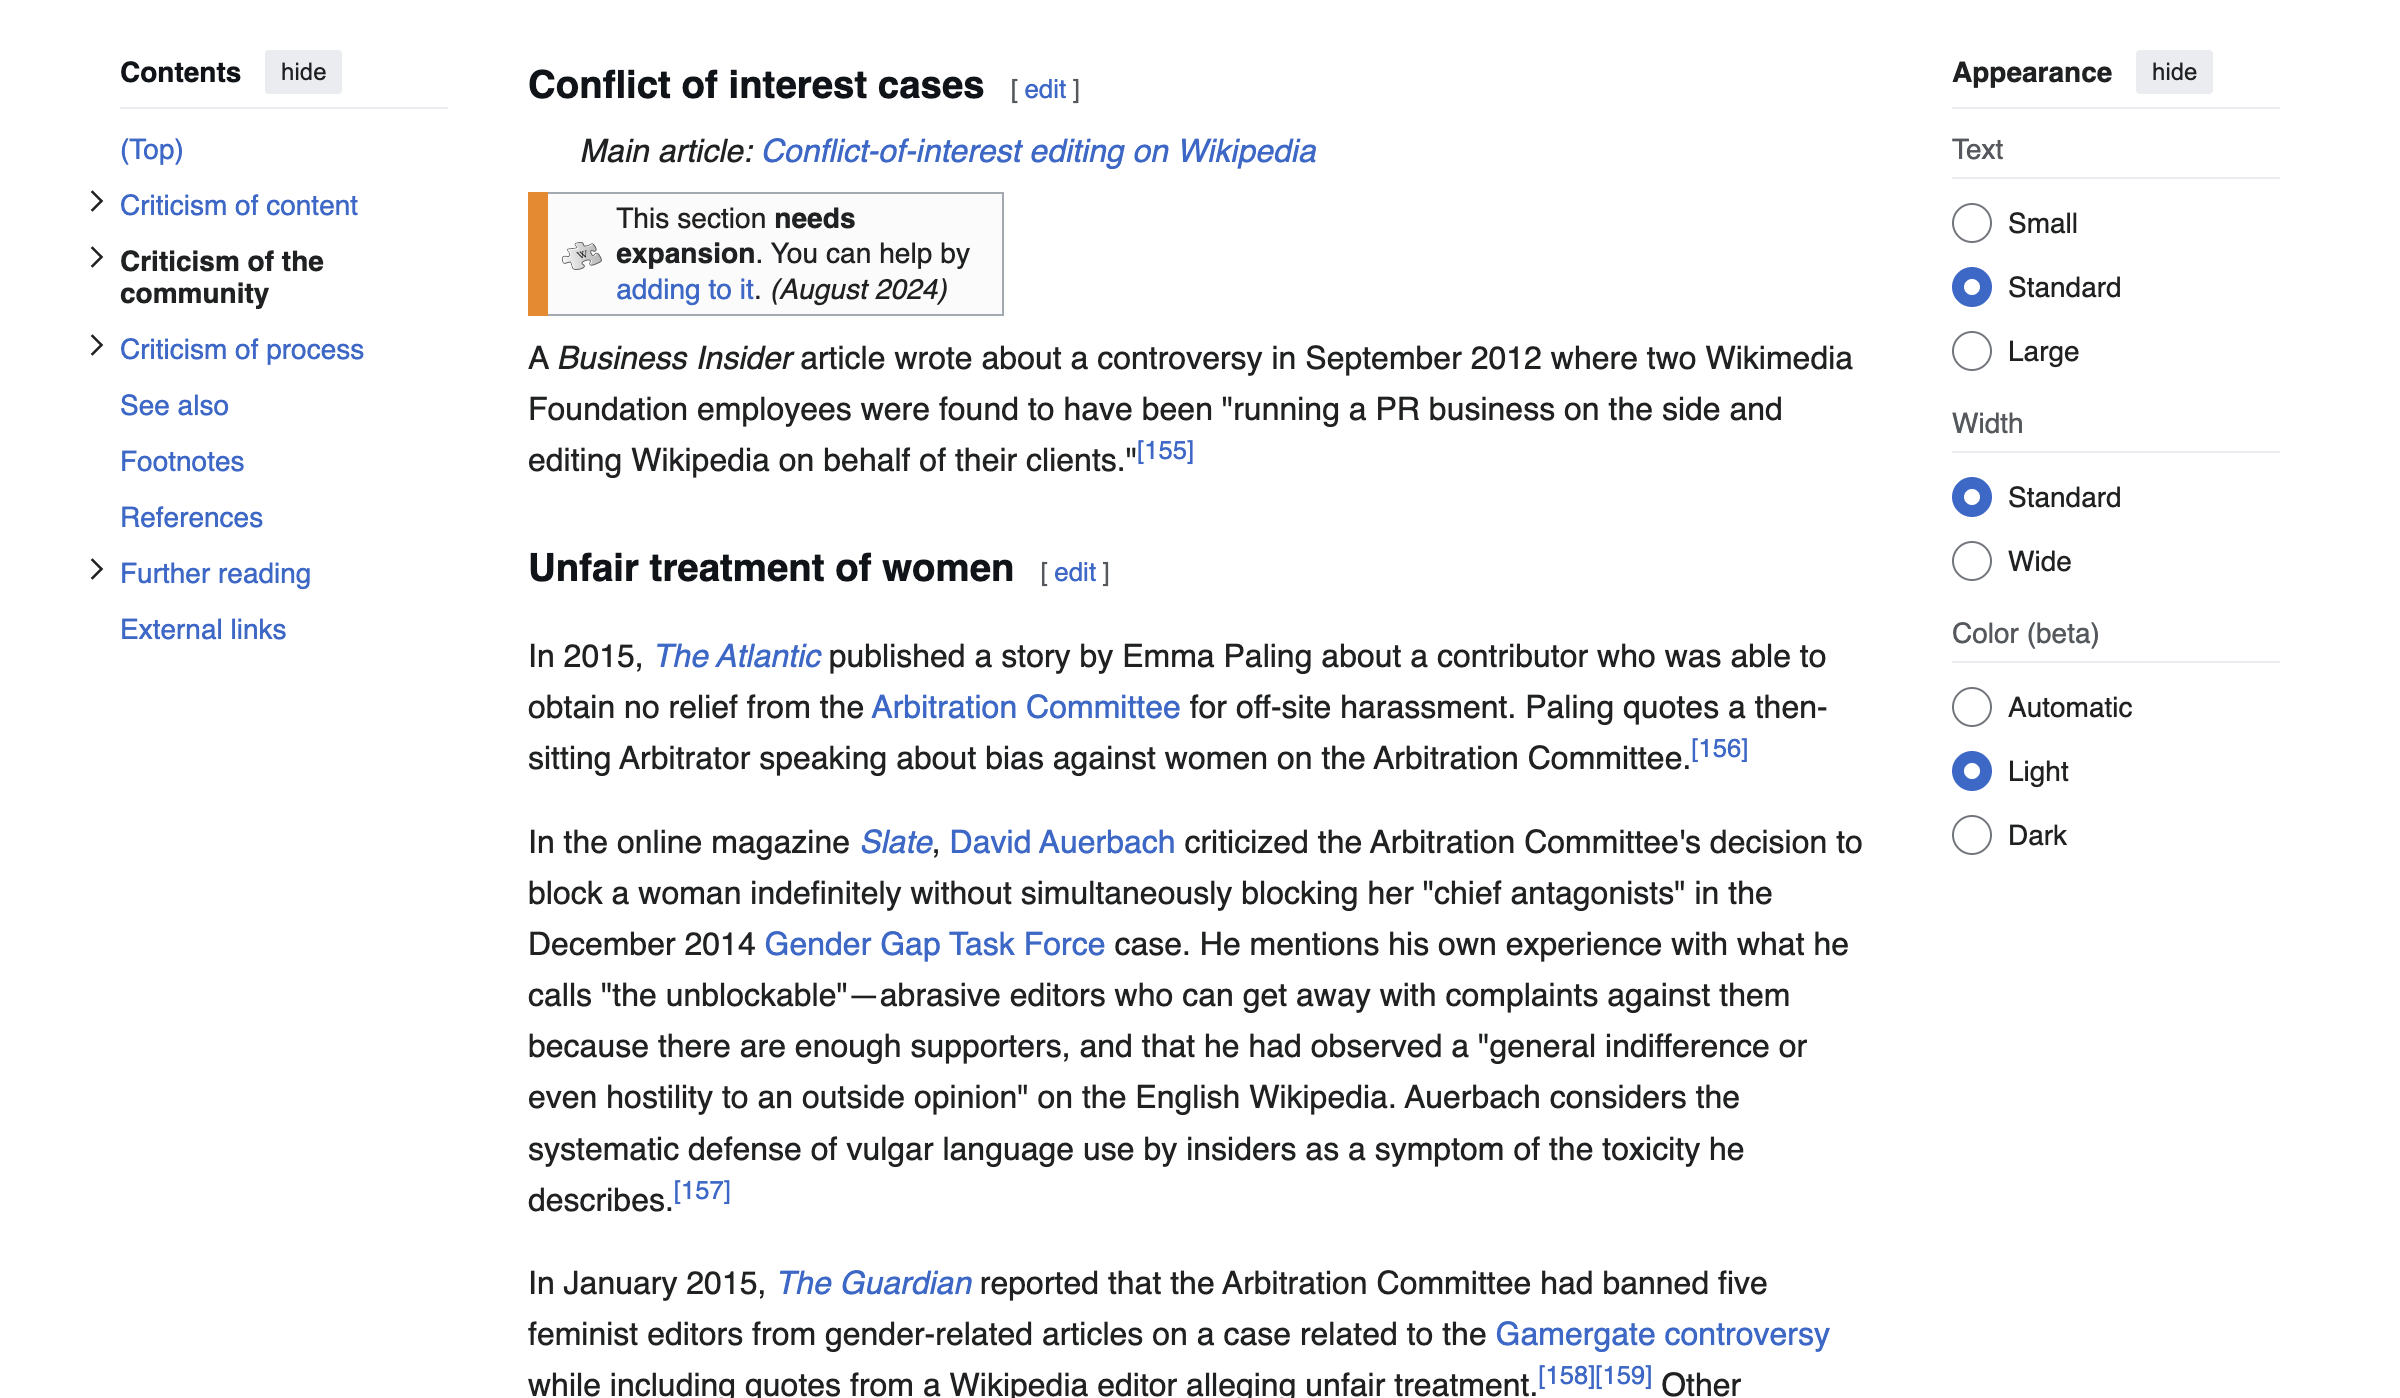 Contents hide
(Top)
Criticism of content
Criticism of the
community
Criticism of process
See also
Footnotes
References
Further reading
External links
Conflict of interest cases [ edit ]
Main article: Conflict-of-interest editing on Wikipedia
This section needs
expansion. You can help by
adding to it. (August 2024)
A Business Insider article wrote about a controversy in September 2012 where two Wikimedia
Foundation employees were found to have been "running a PR business on the side and
editing Wikipedia on behalf of their clients."[155]
Unfair treatment of women [ edit ]
In 2015, The Atlantic published a story by Emma Paling about a contributor who was able to
obtain no relief from the Arbitration Committee for off-site harassment. Paling quotes a then-
sitting Arbitrator speaking about bias against women on the Arbitration Committee.[156]
In the online magazine Slate, David Auerbach criticized the Arbitration Committee's decision to
block a woman indefinitely without simultaneously blocking her "chief antagonists" in the
December 2014 Gender Gap Task Force case. He mentions his own experience with what he
calls "the unblockable"—abrasive editors who can get away with complaints against them
because there are enough supporters, and that he had observed a "general indifference or
even hostility to an outside opinion" on the English Wikipedia. Auerbach considers the
systematic defense of vulgar language use by insiders as a symptom of the toxicity he
describes.[157]
In January 2015, The Guardian reported that the Arbitration Committee had banned five
feminist editors from gender-related articles on a case related to the Gamergate controversy
while including quotes from a Wikipedia editor alleging unfair treatment.[158][159] Other
Appearance hide
Text
Small
Standard
Large
Width
Standard
Wide
Color (beta)
Automatic
Light
Dark